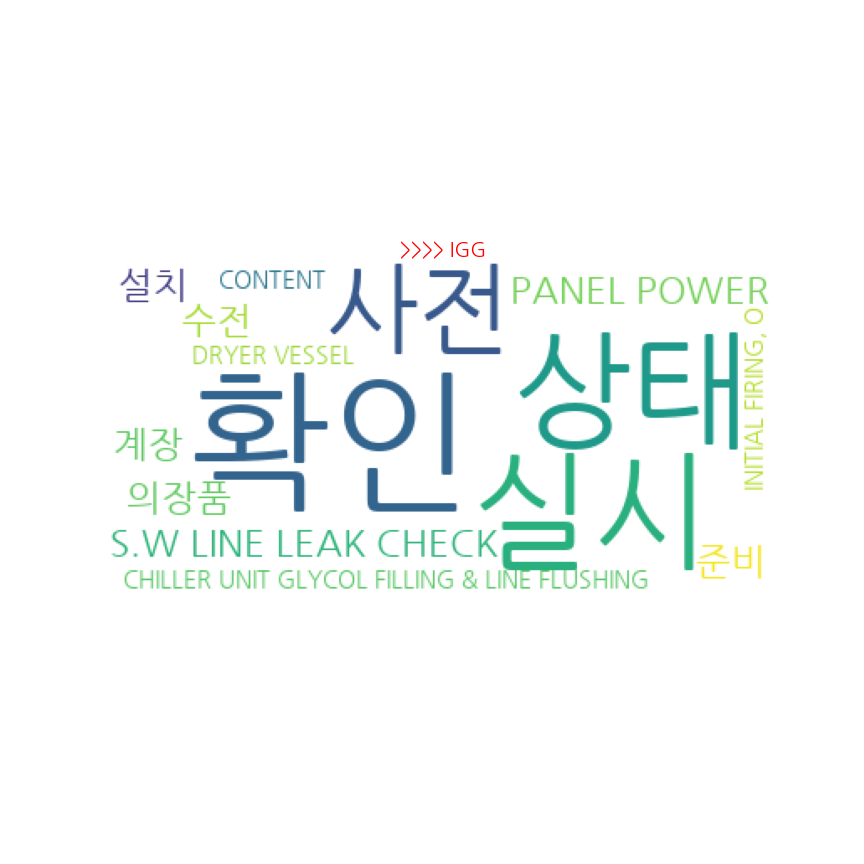 >>>> IGG
설치
CONTENT
사전
PANEL POWER
수전
DRYER VESSEL
상태
INITIAL FIRING, O
확인
계장
실시
의장품
S.W LINE LEAK CHECK
준비
CHILLER UNIT GLYCOL FILLING & LINE FLUSHING